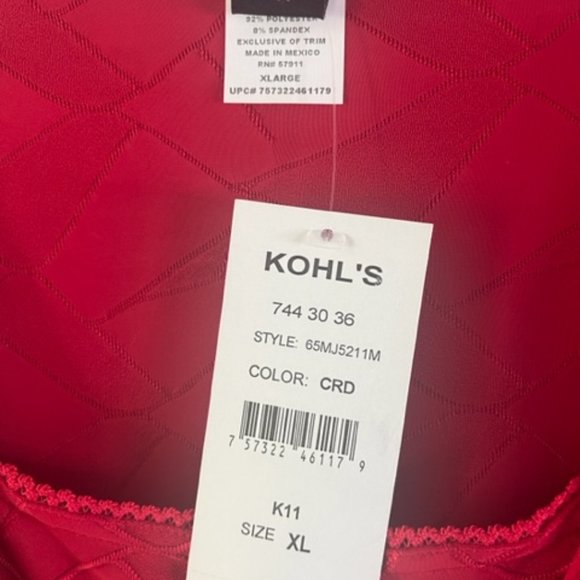 92% POLYESTER
8% SPANDEX
EXCLUSIVE OF TRIM
MADE IN MEXICO
RN# 57911
XLARGE
UPC# 757322461179
KOHL'S
744 30 36
STYLE: 65MJ5211M
COLOR: CRD
7 57322 46117 9
K11
SIZE XL